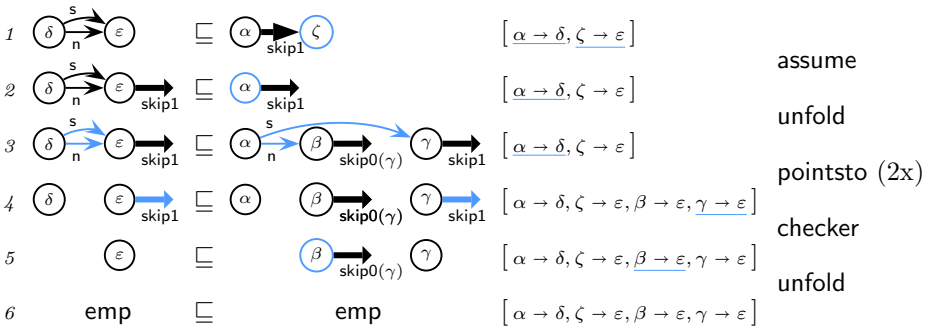 1 δ s n ε ⊑ α skip1 ζ [ α → δ, ζ → ε ]
assume
2 δ s n ε skip1 ⊑ α skip1 [ α → δ, ζ → ε ]
unfold
3 δ s n ε skip1 ⊑ α s n β skip0(γ) γ skip1 [ α → δ, ζ → ε ]
pointsto (2x)
4 δ ε skip1 ⊑ α β skip0(γ) γ skip1 [ α → δ, ζ → ε, β → ε, γ → ε ]
checker
5 ε ⊑ β skip0(γ) γ [ α → δ, ζ → ε, β → ε, γ → ε ]
unfold
6 emp ⊑ emp [ α → δ, ζ → ε, β → ε, γ → ε ]